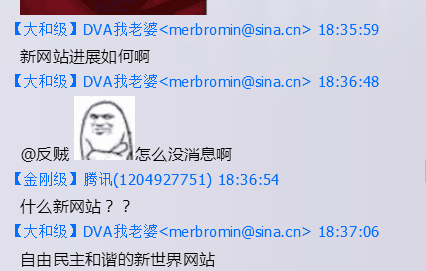 【大和级】DVA我老婆<merbromin@sina.cn> 18:35:59
新网站进展如何啊
【大和级】DVA我老婆<merbromin@sina.cn> 18:36:48
@反贼 怎么没消息啊
【金刚级】腾讯(1204927751) 18:36:54
什么新网站？？
【大和级】DVA我老婆<merbromin@sina.cn> 18:37:06
自由民主和谐的新世界网站